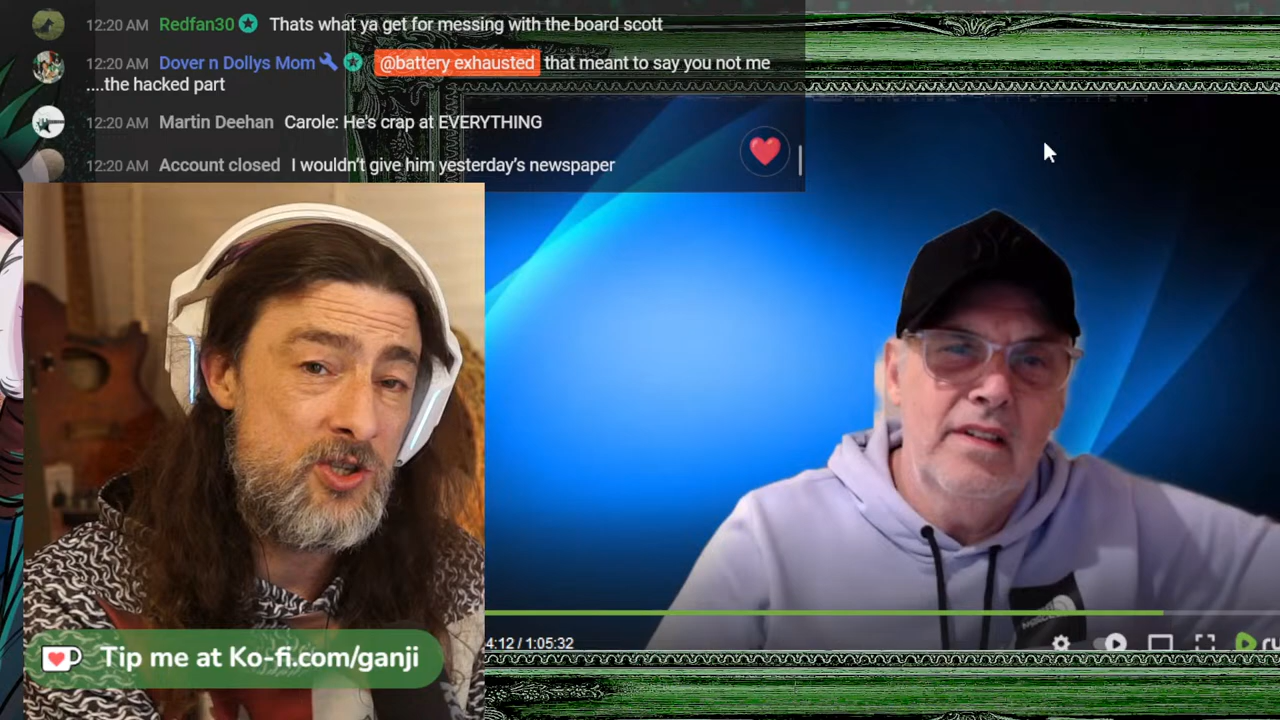 12:20 AM Redfan30 Thats what ya get for messing with the board scott
12:20 AM Dover n Dollys Mom @battery exhausted that meant to say you not me
....the hacked part
12:20 AM Martin Deehan Carole: He's crap at EVERYTHING
12:20 AM Account closed I wouldn't give him yesterday's newspaper
Tip me at Ko-fi.com/ganji
4:12 / 1:05:32